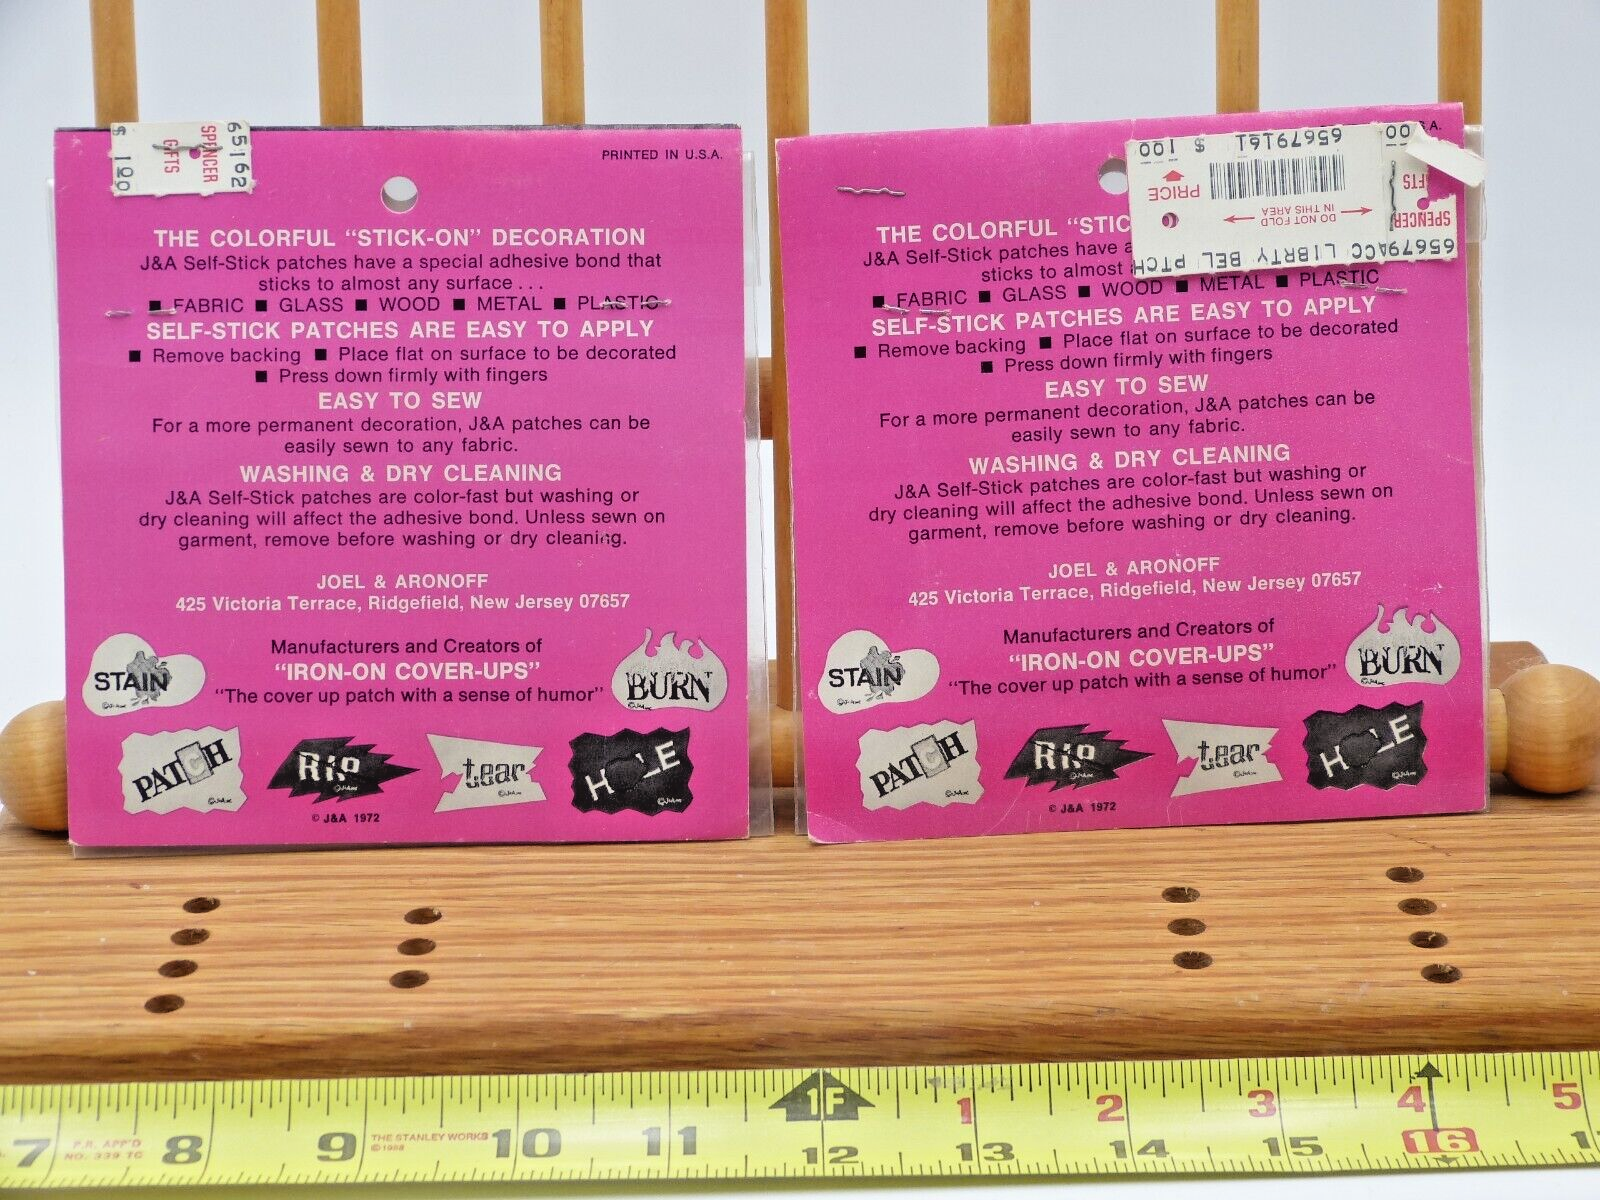 65162
SPENCER
GIFTS
$ 1.00
PRINTED IN U.S.A.
THE COLORFUL "STICK-ON" DECORATION
J&A Self-Stick patches have a special adhesive bond that
sticks to almost any surface . . .
■ FABRIC ■ GLASS ■ WOOD ■ METAL ■ PLASTIC
SELF-STICK PATCHES ARE EASY TO APPLY
■ Remove backing ■ Place flat on surface to be decorated
■ Press down firmly with fingers
EASY TO SEW
For a more permanent decoration, J&A patches can be
easily sewn to any fabric.
WASHING & DRY CLEANING
J&A Self-Stick patches are color-fast but washing or
dry cleaning will affect the adhesive bond. Unless sewn on
garment, remove before washing or dry cleaning.
JOEL & ARONOFF
425 Victoria Terrace, Ridgefield, New Jersey 07657
Manufacturers and Creators of
"IRON-ON COVER-UPS"
"The cover up patch with a sense of humor"
STAIN
BURN
PATCH
RIP
tear
HOLE
© J&A 1972
65679ACC LIBRTY BEL PTCH
SPENCER
DO NOT FOLD
IN THIS AREA
PRICE
65679161 $ 1.00
S.A.
THE COLORFUL "STIC
J&A Self-Stick patches have a
sticks to almost
■ FABRIC ■ GLASS ■ WOOD ■ METAL ■ PLASTIC
SELF-STICK PATCHES ARE EASY TO APPLY
■ Remove backing ■ Place flat on surface to be decorated
■ Press down firmly with fingers
EASY TO SEW
For a more permanent decoration, J&A patches can be
easily sewn to any fabric.
WASHING & DRY CLEANING
J&A Self-Stick patches are color-fast but washing or
dry cleaning will affect the adhesive bond. Unless sewn on
garment, remove before washing or dry cleaning.
JOEL & ARONOFF
425 Victoria Terrace, Ridgefield, New Jersey 07657
Manufacturers and Creators of
"IRON-ON COVER-UPS"
"The cover up patch with a sense of humor"
STAIN
BURN
PATCH
RIP
tear
HOLE
© J&A 1972
1F 1 2 3 4 5
7 8 9 10 11 12 13 14 15 16
P.R. APP'D
NO. 339 TC
THE STANLEY WORKS
©1988